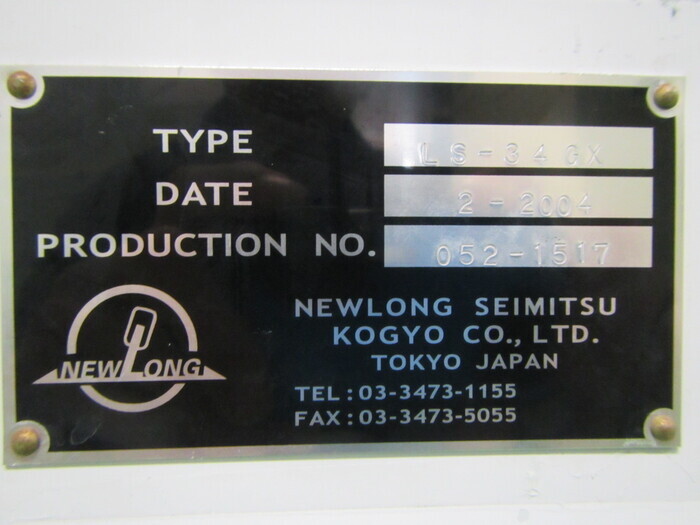 TYPE LS-34GX
DATE 2-2004
PRODUCTION NO. 052-1517
NEWLONG
NEWLONG SEIMITSU
KOGYO CO., LTD.
TOKYO JAPAN
TEL : 03-3473-1155
FAX : 03-3473-5055